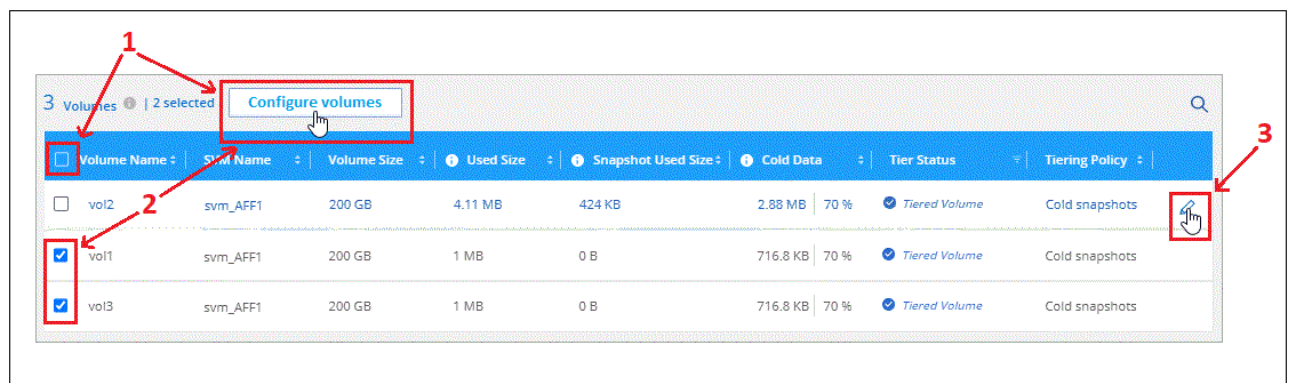 1
3 Volumes | 2 selected Configure volumes
3
Volume Name SVM Name Volume Size Used Size Snapshot Used Size Cold Data Tier Status Tiering Policy
vol2 svm_AFF1 200 GB 4.11 MB 424 KB 2.88 MB 70 % Tiered Volume Cold snapshots
2
vol1 svm_AFF1 200 GB 1 MB 0 B 716.8 KB 70 % Tiered Volume Cold snapshots
vol3 svm_AFF1 200 GB 1 MB 0 B 716.8 KB 70 % Tiered Volume Cold snapshots